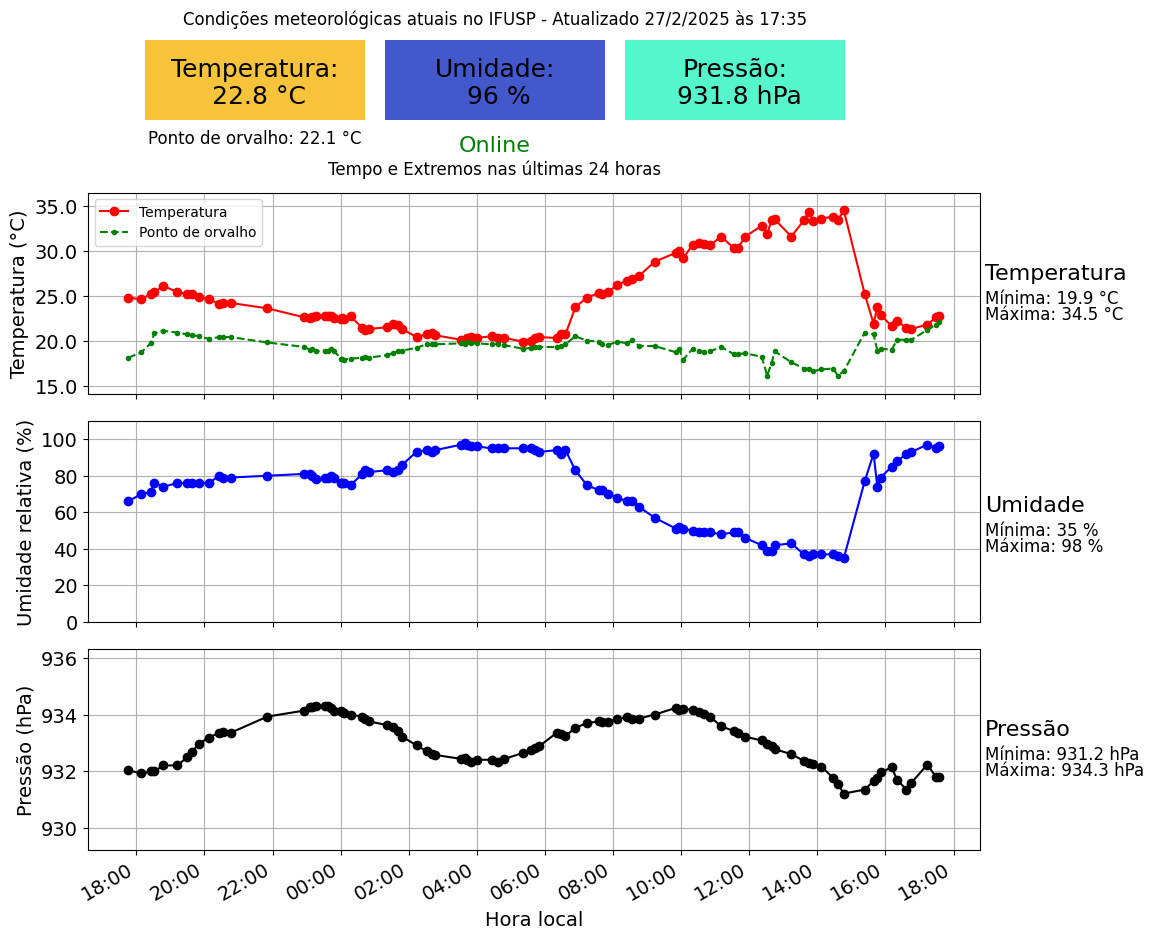 Condições meteorológicas atuais no IFUSP - Atualizado 27/2/2025 às 17:35
Temperatura:
22.8 °C
Umidade:
96 %
Pressão:
931.8 hPa
Ponto de orvalho: 22.1 °C
Online
Tempo e Extremos nas últimas 24 horas
Temperatura (°C)
35.0
30.0
25.0
20.0
15.0
Temperatura
Ponto de orvalho
Temperatura
Mínima: 19.9 °C
Máxima: 34.5 °C
Umidade relativa (%)
100
80
60
40
20
0
Umidade
Mínima: 35 %
Máxima: 98 %
Pressão (hPa)
936
934
932
930
Pressão
Mínima: 931.2 hPa
Máxima: 934.3 hPa
18:00 20:00 22:00 00:00 02:00 04:00 06:00 08:00 10:00 12:00 14:00 16:00 18:00
Hora local